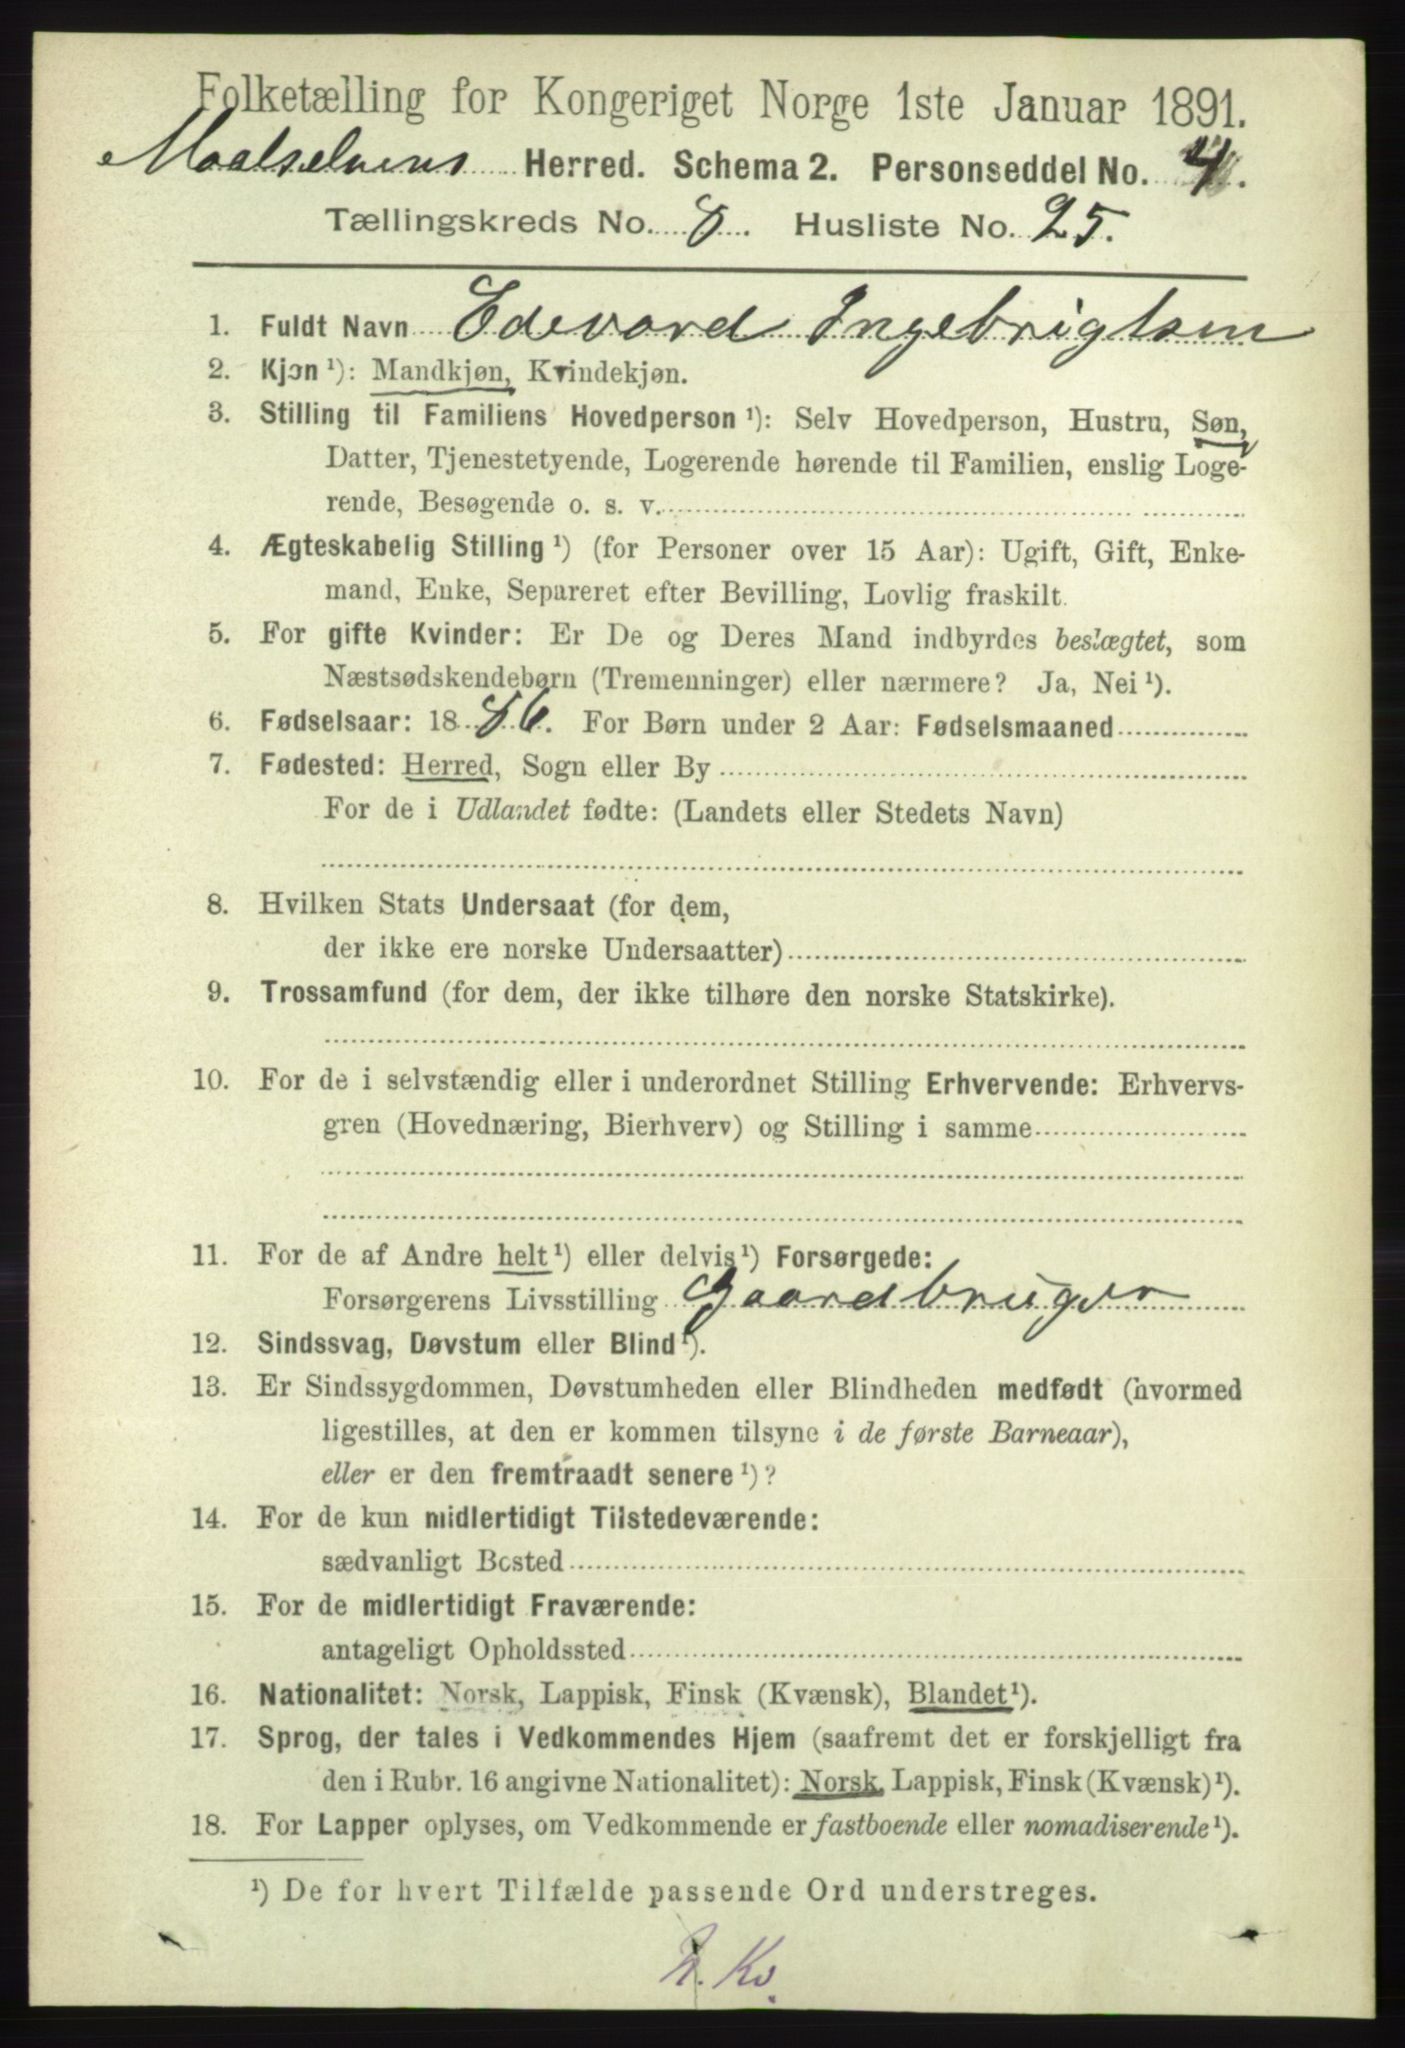 Folketælling for Kongeriget Norge 1ste Januar 1891.
Maalselvens Herred. Schema 2. Personseddel No. 4.
Tællingskreds No. 8. Husliste No. 25.
1. Fuldt Navn Edevard Ingebrigtsen
2. Kjøn ¹): Mandkjøn, Kvindekjøn.
3. Stilling til Familiens Hovedperson ¹): Selv Hovedperson, Hustru, Søn,
Datter, Tjenestetyende, Logerende hørende til Familien, enslig Loge-
rende, Besøgende o. s. v.
4. Ægteskabelig Stilling ¹) (for Personer over 15 Aar): Ugift, Gift, Enke-
mand, Enke, Separeret efter Bevilling, Lovlig fraskilt.
5. For gifte Kvinder: Er De og Deres Mand indbyrdes beslægtet, som
Næstsødskendebørn (Tremenninger) eller nærmere? Ja, Nei ¹).
6. Fødselsaar: 1886. For Børn under 2 Aar: Fødselsmaaned
7. Fødested: Herred, Sogn eller By
For de i Udlandet fødte: (Landets eller Stedets Navn)
8. Hvilken Stats Undersaat (for dem,
der ikke ere norske Undersaatter)
9. Trossamfund (for dem, der ikke tilhøre den norske Statskirke).
10. For de i selvstændig eller i underordnet Stilling Erhvervende: Erhvervs-
gren (Hovednæring, Bierhverv) og Stilling i samme
11. For de af Andre helt ¹) eller delvis ¹) Forsørgede:
Forsørgerens Livsstilling Gaardbruger
12. Sindssvag, Døvstum eller Blind ¹).
13. Er Sindssygdommen, Døvstumheden eller Blindheden medfødt (hvormed
ligestilles, at den er kommen tilsyne i de første Barneaar),
eller er den fremtraadt senere ¹)?
14. For de kun midlertidigt Tilstedeværende:
sædvanligt Bosted
15. For de midlertidigt Fraværende:
antageligt Opholdssted
16. Nationalitet: Norsk, Lappisk, Finsk (Kvænsk), Blandet ¹).
17. Sprog, der tales i Vedkommendes Hjem (saafremt det er forskjelligt fra
den i Rubr. 16 angivne Nationalitet): Norsk, Lappisk, Finsk (Kvænsk) ¹).
18. For Lapper oplyses, om Vedkommende er fastboende eller nomadiserende ¹).
¹) De for hvert Tilfælde passende Ord understreges.
Kv.